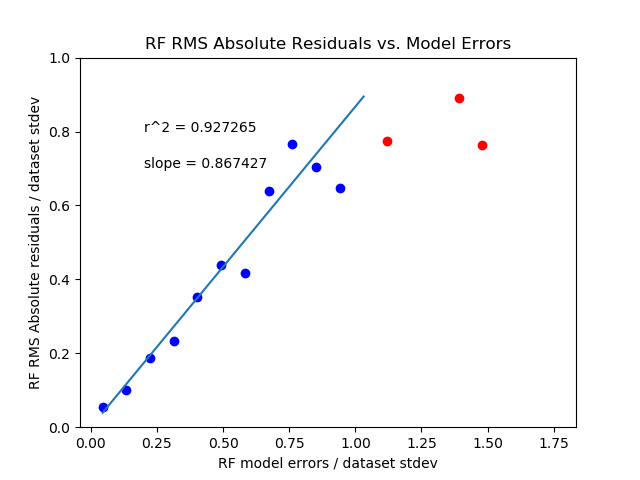 RF RMS Absolute Residuals vs. Model Errors
RF RMS Absolute residuals / dataset stdev
1.0
0.8
0.6
0.4
0.2
0.0
r^2 = 0.927265
slope = 0.867427
0.00 0.25 0.50 0.75 1.00 1.25 1.50 1.75
RF model errors / dataset stdev